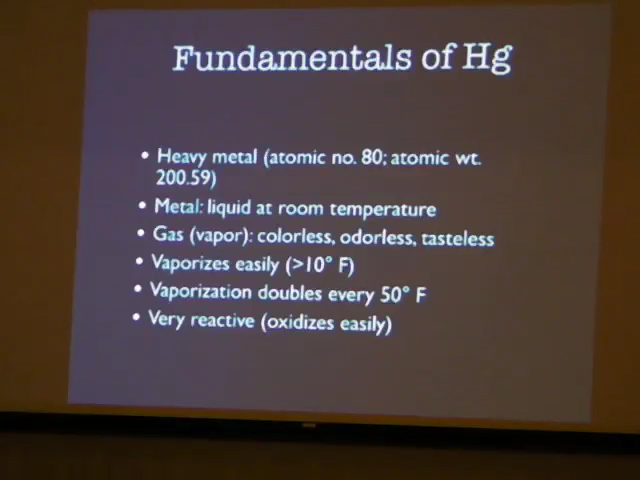 Fundamentals of Hg
• Heavy metal (atomic no. 80; atomic wt.
200.59)
• Metal: liquid at room temperature
• Gas (vapor): colorless, odorless, tasteless
• Vaporizes easily (>10° F)
• Vaporization doubles every 50° F
• Very reactive (oxidizes easily)